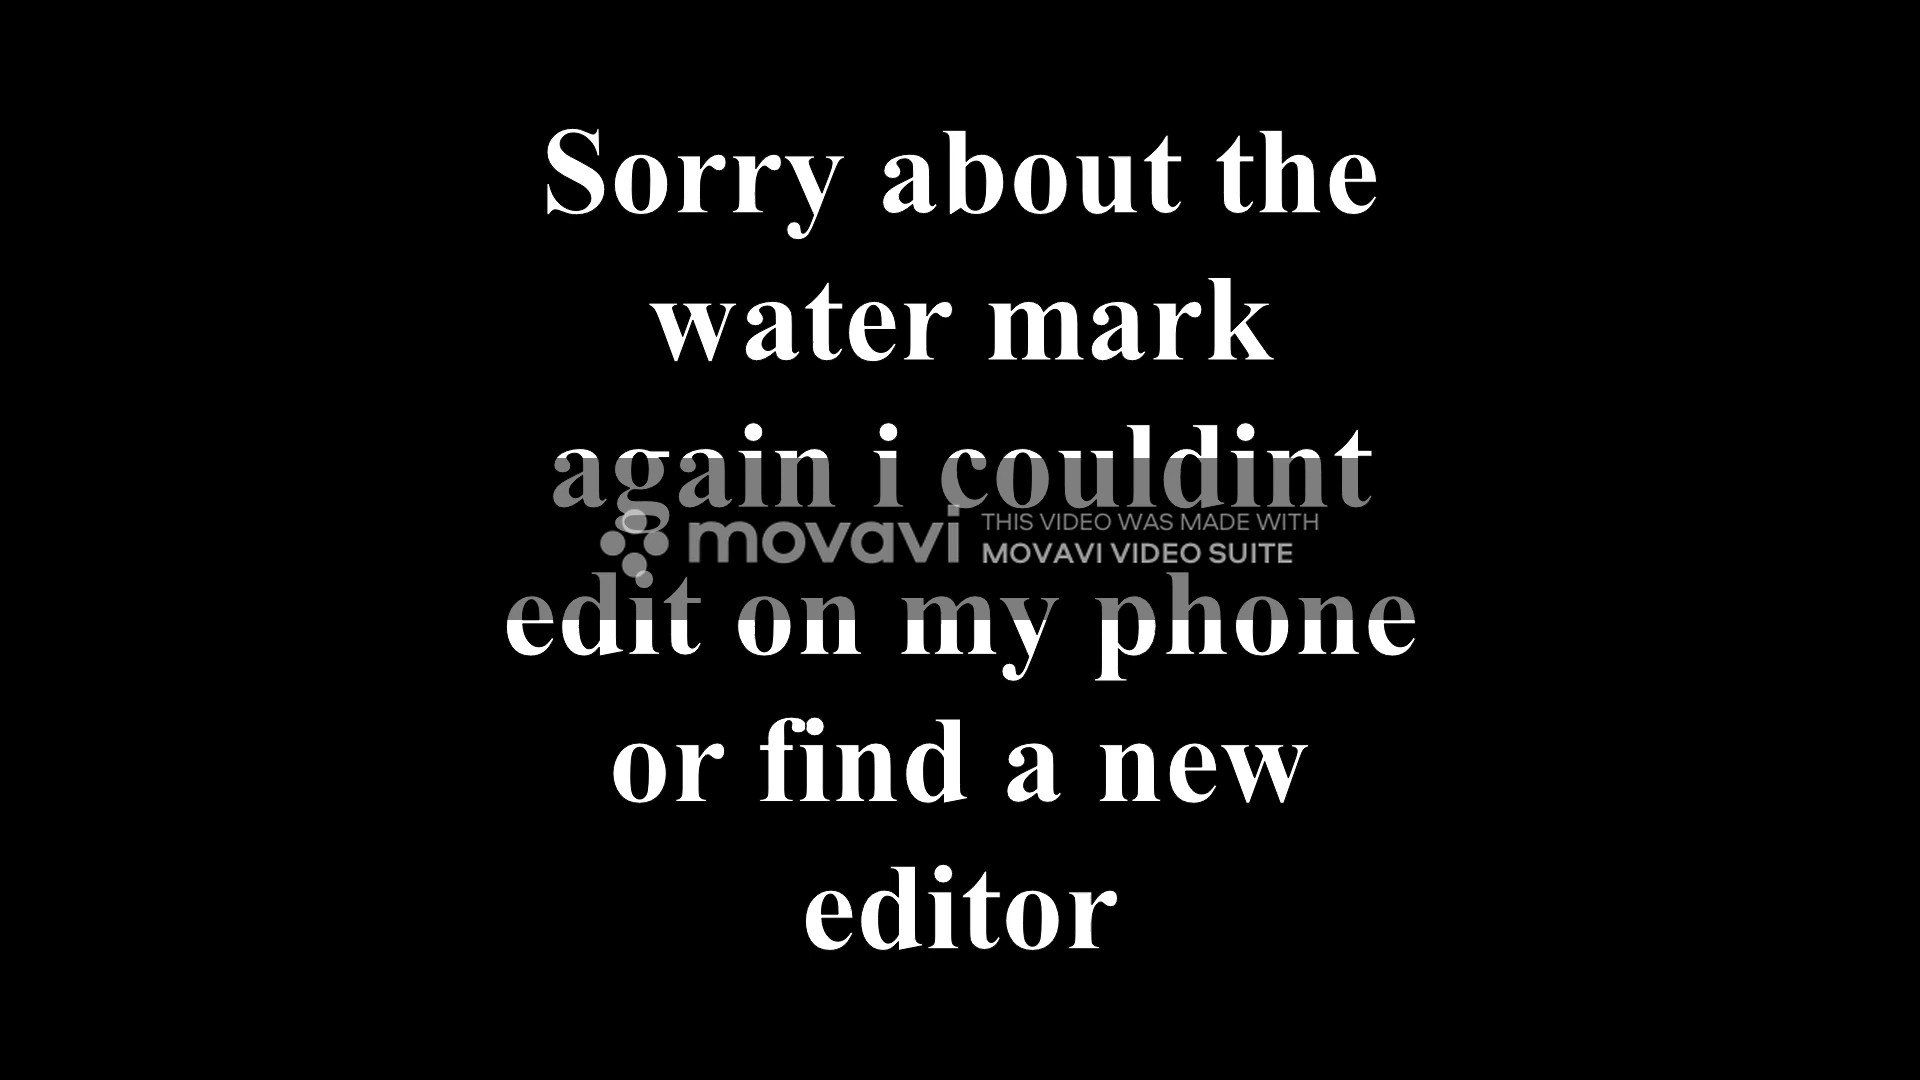 Sorry about the
water mark
again i couldint
movavi
THIS VIDEO WAS MADE WITH
MOVAVI VIDEO SUITE
edit on my phone
or find a new
editor